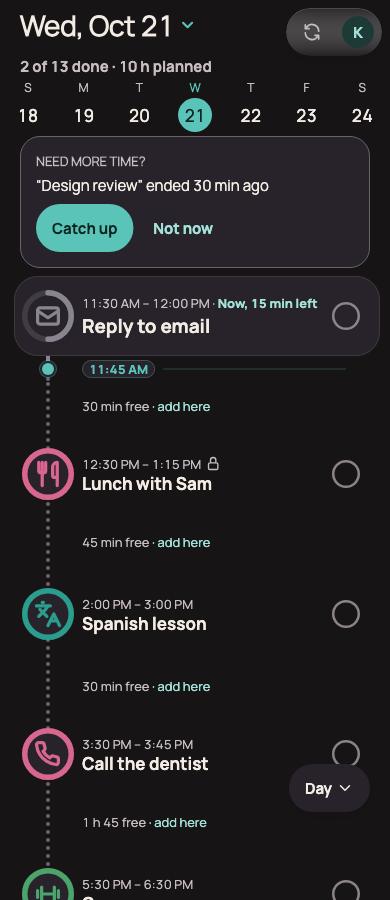 Wed, Oct 21
K
2 of 13 done · 10 h planned
S M T W T F S
18 19 20 21 22 23 24
NEED MORE TIME?
"Design review" ended 30 min ago
Catch up Not now
11:30 AM – 12:00 PM · Now, 15 min left
Reply to email
11:45 AM
30 min free · add here
12:30 PM – 1:15 PM
Lunch with Sam
45 min free · add here
2:00 PM – 3:00 PM
Spanish lesson
30 min free · add here
3:30 PM – 3:45 PM
Call the dentist
Day
1 h 45 free · add here
5:30 PM – 6:30 PM